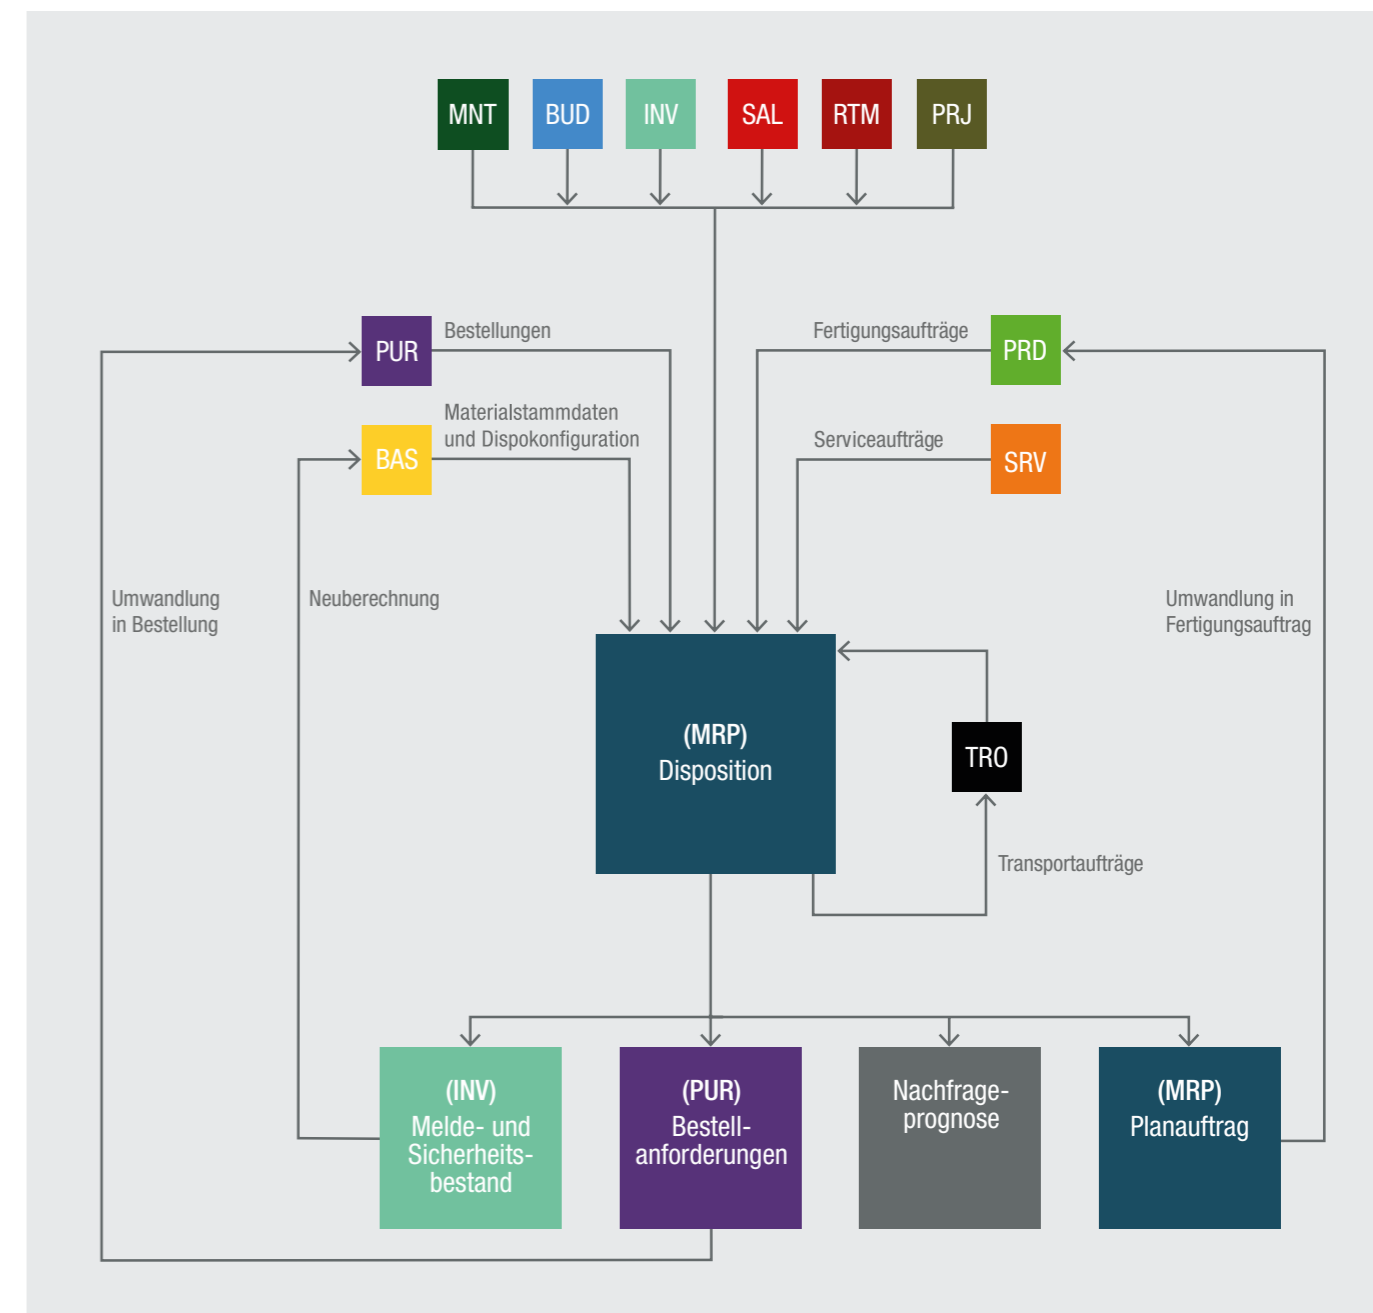 MNT
BUD
INV
SAL
RTM
PRJ
PUR
Bestellungen
Fertigungsaufträge
PRD
BAS
Materialstammdaten
und Dispokonfiguration
Serviceaufträge
SRV
Umwandlung
in Bestellung
Neuberechnung
Umwandlung in
Fertigungsauftrag
(MRP)
Disposition
TRO
Transportaufträge
(INV)
Melde- und
Sicherheits-
bestand
(PUR)
Bestell-
anforderungen
Nachfrage-
prognose
(MRP)
Planauftrag